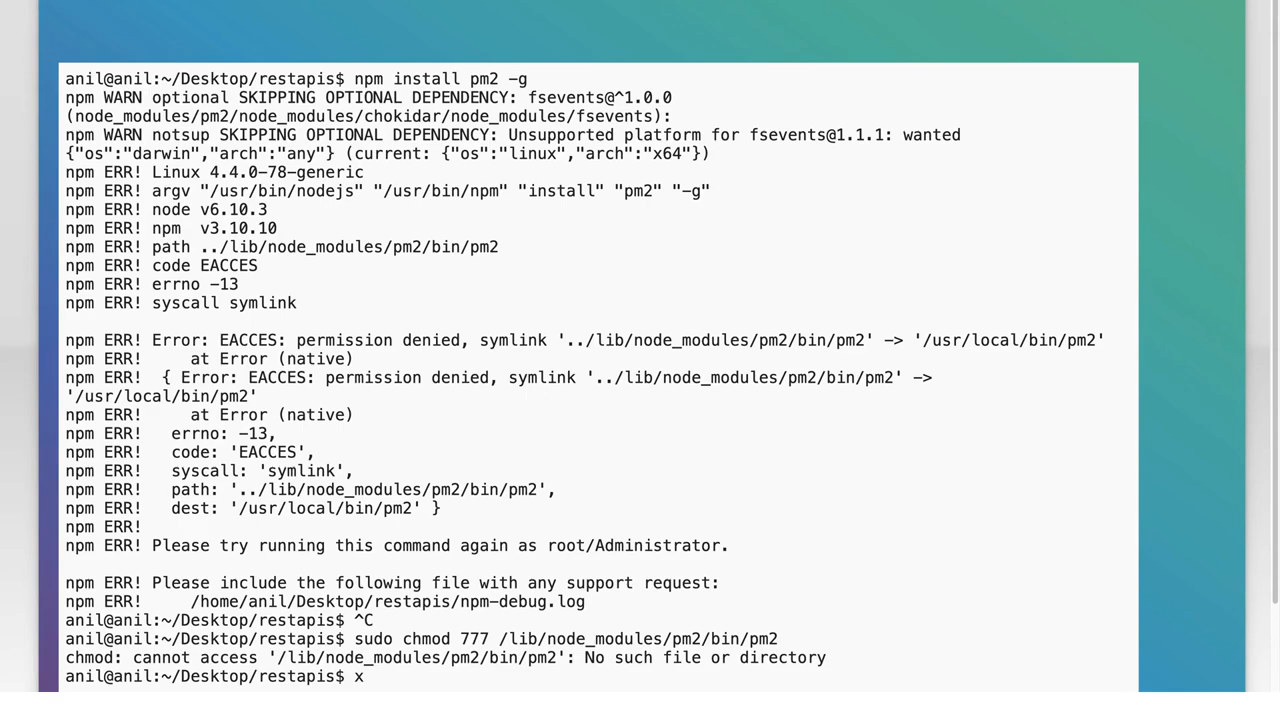 anil@anil:~/Desktop/restapis$ npm install pm2 -g
npm WARN optional SKIPPING OPTIONAL DEPENDENCY: fsevents@^1.0.0
(node_modules/pm2/node_modules/chokidar/node_modules/fsevents):
npm WARN notsup SKIPPING OPTIONAL DEPENDENCY: Unsupported platform for fsevents@1.1.1: wanted
{"os":"darwin","arch":"any"} (current: {"os":"linux","arch":"x64"})
npm ERR! Linux 4.4.0-78-generic
npm ERR! argv "/usr/bin/nodejs" "/usr/bin/npm" "install" "pm2" "-g"
npm ERR! node v6.10.3
npm ERR! npm  v3.10.10
npm ERR! path ../lib/node_modules/pm2/bin/pm2
npm ERR! code EACCES
npm ERR! errno -13
npm ERR! syscall symlink

npm ERR! Error: EACCES: permission denied, symlink '../lib/node_modules/pm2/bin/pm2' -> '/usr/local/bin/pm2'
npm ERR!     at Error (native)
npm ERR!  { Error: EACCES: permission denied, symlink '../lib/node_modules/pm2/bin/pm2' ->
'/usr/local/bin/pm2'
npm ERR!     at Error (native)
npm ERR!   errno: -13,
npm ERR!   code: 'EACCES',
npm ERR!   syscall: 'symlink',
npm ERR!   path: '../lib/node_modules/pm2/bin/pm2',
npm ERR!   dest: '/usr/local/bin/pm2' }
npm ERR!
npm ERR! Please try running this command again as root/Administrator.

npm ERR! Please include the following file with any support request:
npm ERR!     /home/anil/Desktop/restapis/npm-debug.log
anil@anil:~/Desktop/restapis$ ^C
anil@anil:~/Desktop/restapis$ sudo chmod 777 /lib/node_modules/pm2/bin/pm2
chmod: cannot access '/lib/node_modules/pm2/bin/pm2': No such file or directory
anil@anil:~/Desktop/restapis$ x